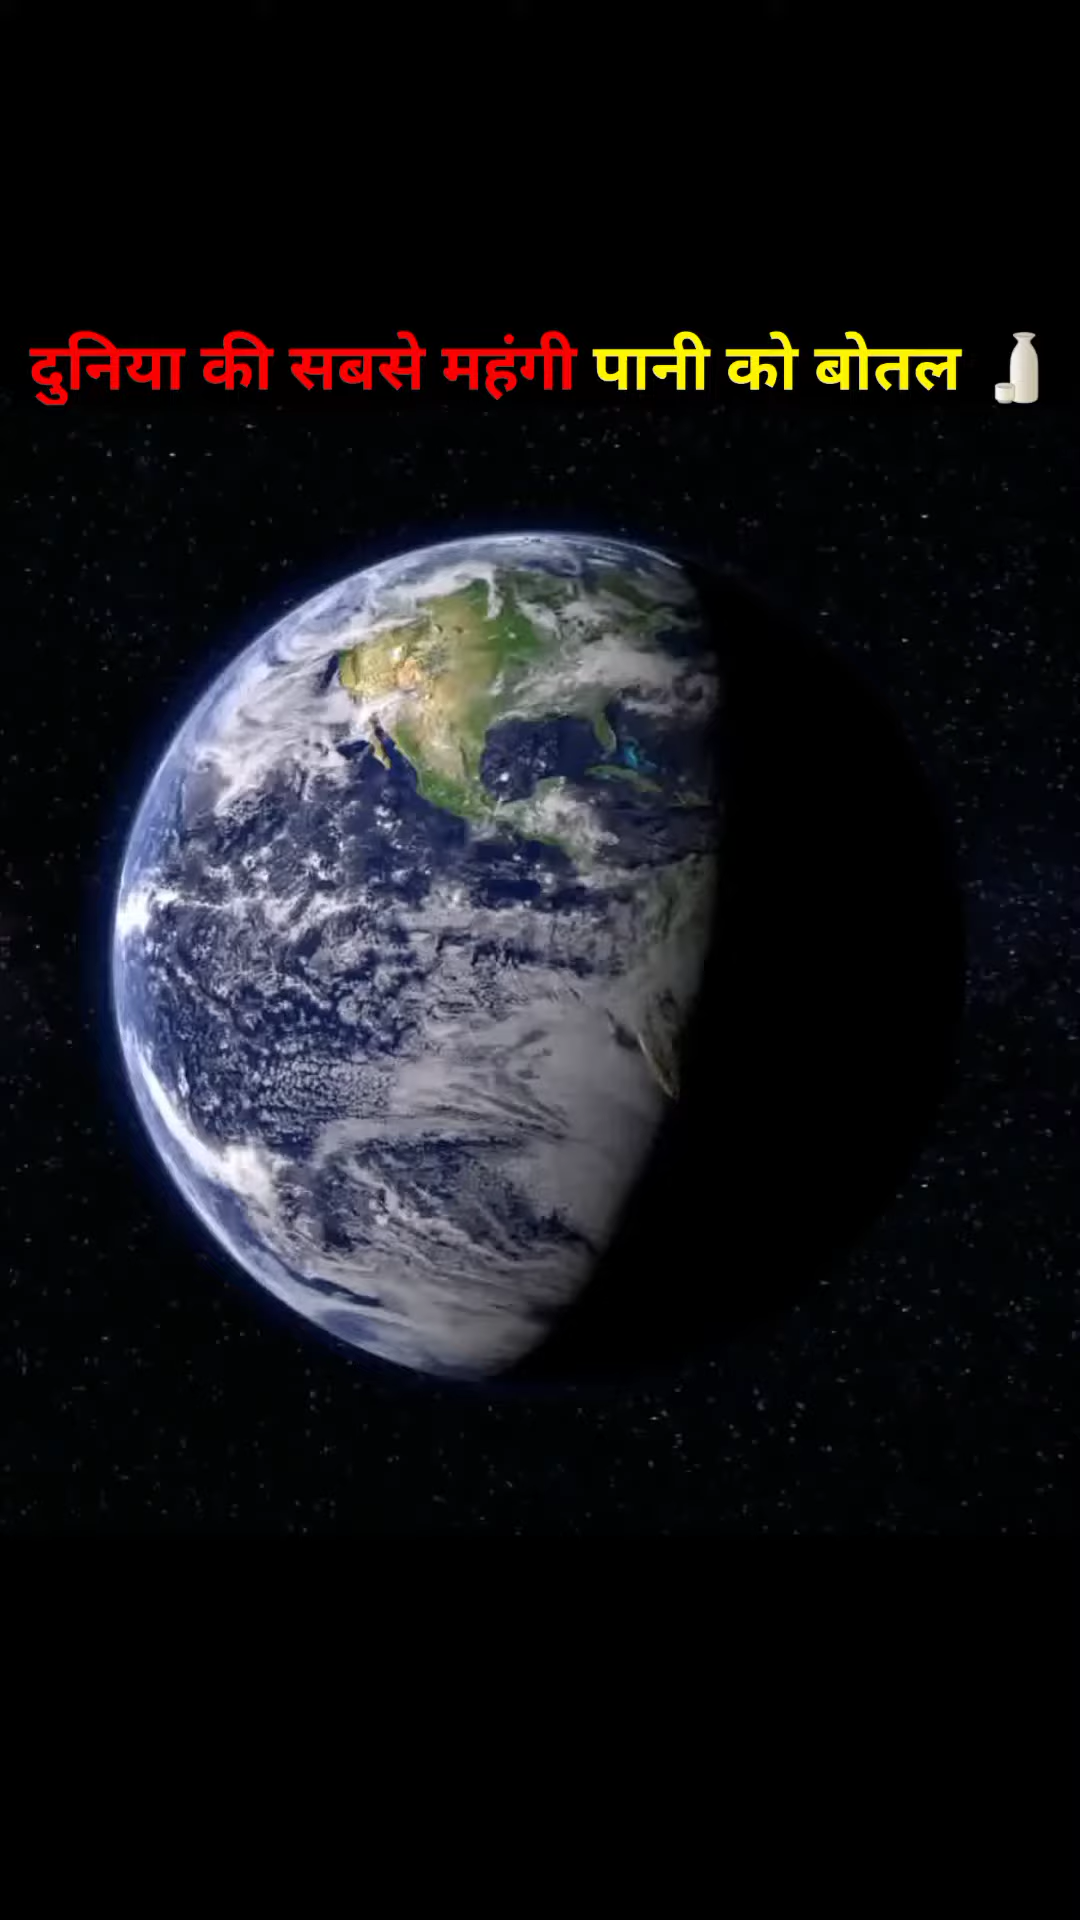 दुनिया की सबसे महंगी पानी को बोतल 🍶